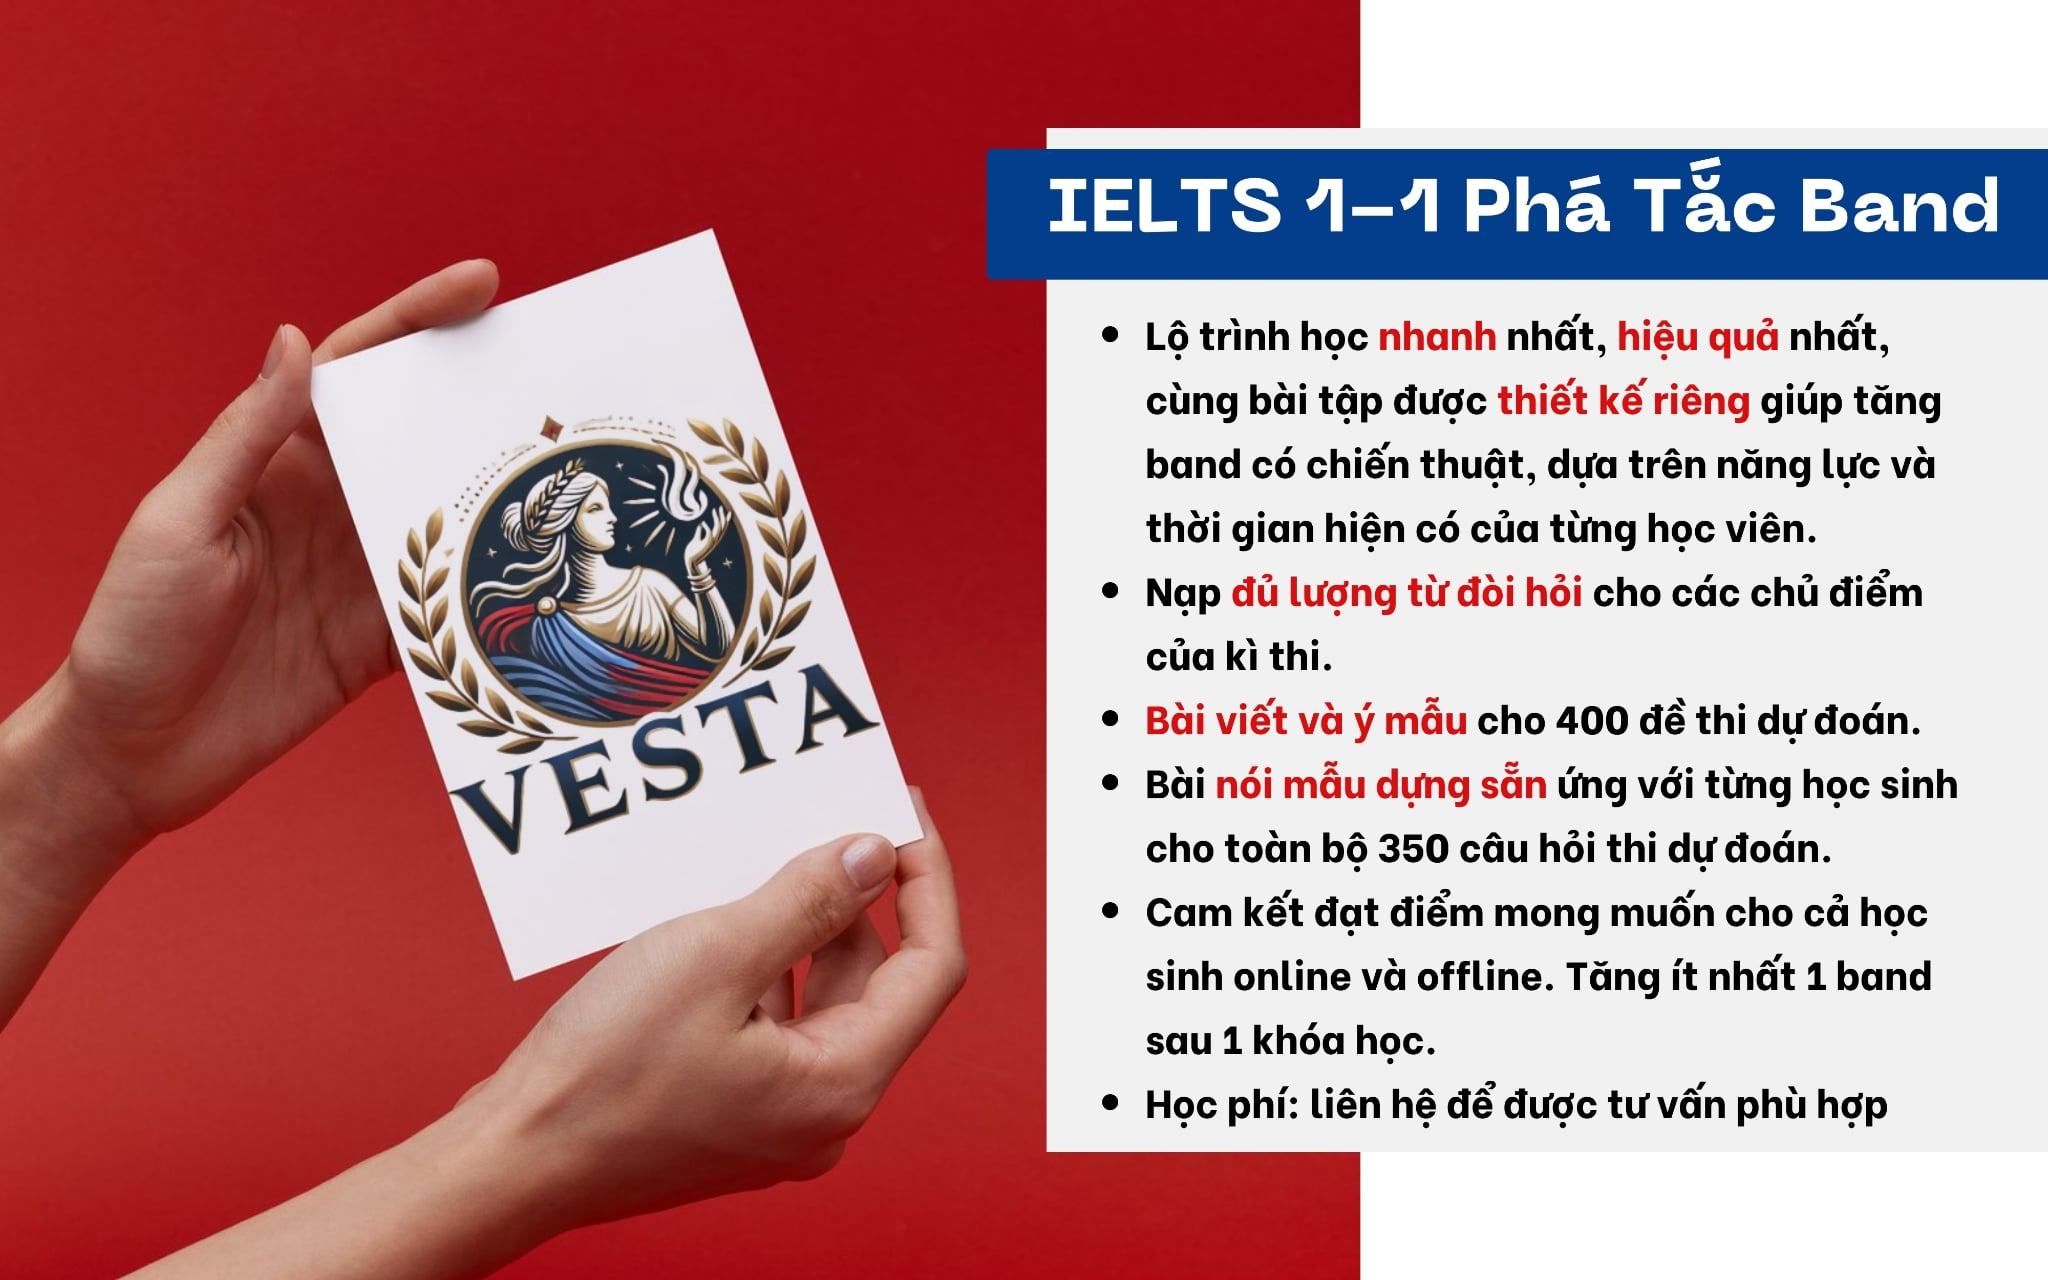 VESTA
IELTS 1-1 Phá Tắc Band
• Lộ trình học nhanh nhất, hiệu quả nhất,
cùng bài tập được thiết kế riêng giúp tăng
band có chiến thuật, dựa trên năng lực và
thời gian hiện có của từng học viên.
• Nạp đủ lượng từ đòi hỏi cho các chủ điểm
của kì thi.
• Bài viết và ý mẫu cho 400 đề thi dự đoán.
• Bài nói mẫu dựng sẵn ứng với từng học sinh
cho toàn bộ 350 câu hỏi thi dự đoán.
• Cam kết đạt điểm mong muốn cho cả học
sinh online và offline. Tăng ít nhất 1 band
sau 1 khóa học.
• Học phí: liên hệ để được tư vấn phù hợp